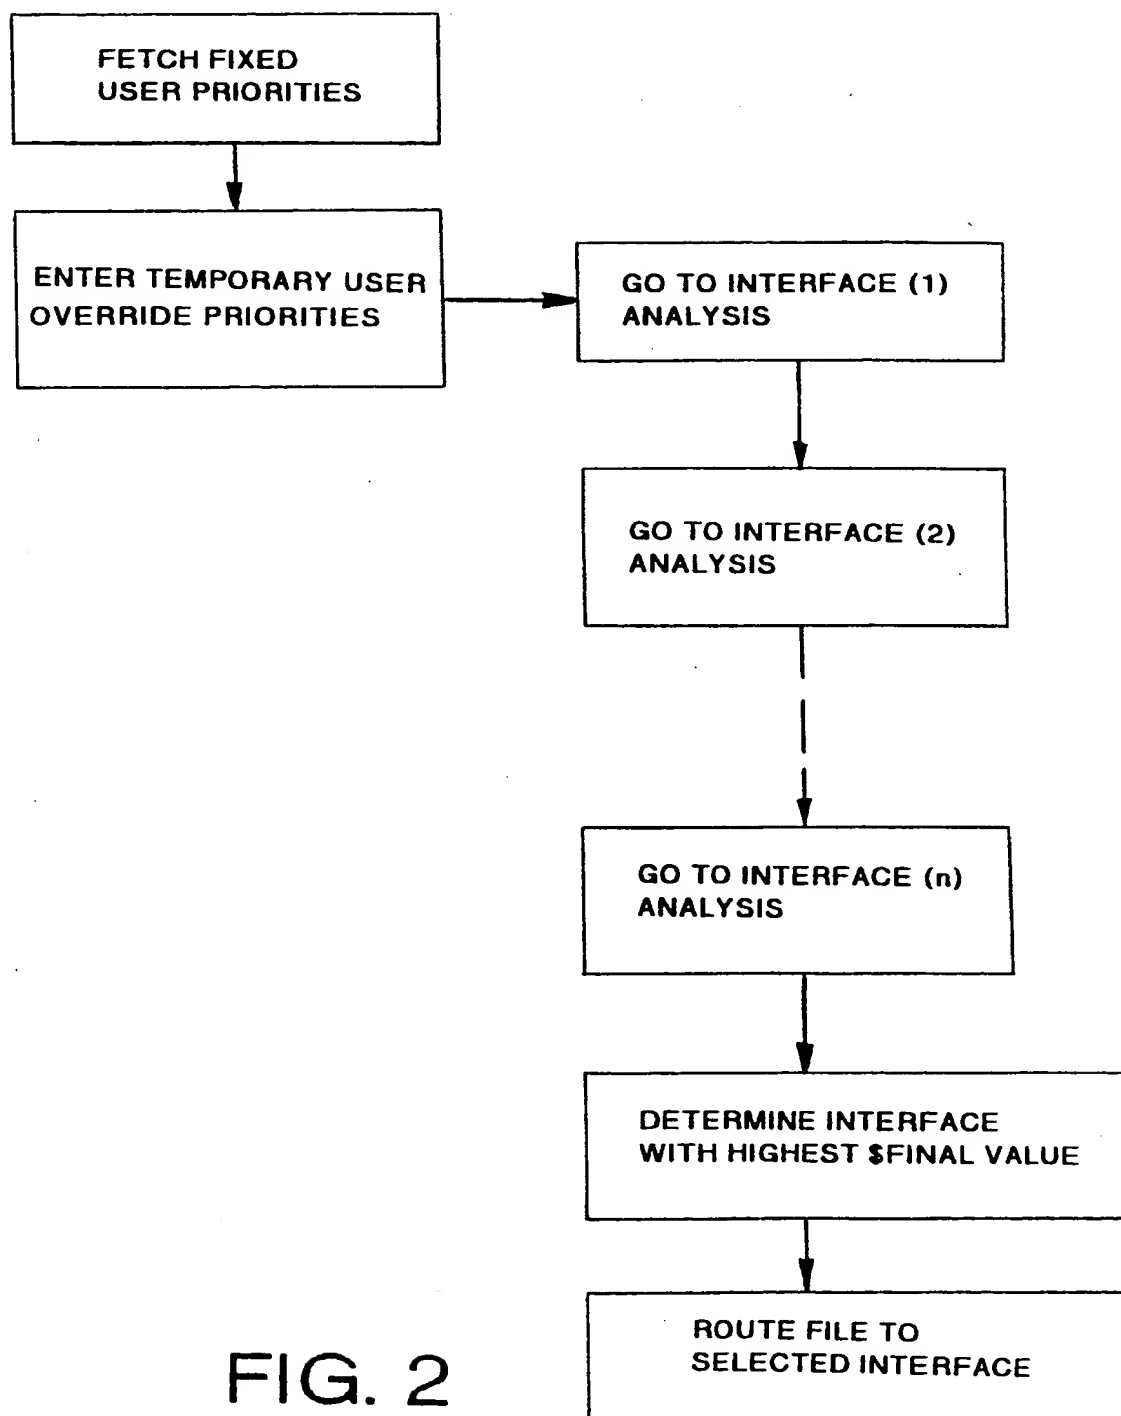 FETCH FIXED
USER PRIORITIES
ENTER TEMPORARY USER
OVERRIDE PRIORITIES
GO TO INTERFACE (1)
ANALYSIS
GO TO INTERFACE (2)
ANALYSIS
GO TO INTERFACE (n)
ANALYSIS
DETERMINE INTERFACE
WITH HIGHEST $FINAL VALUE
ROUTE FILE TO
SELECTED INTERFACE
FIG. 2